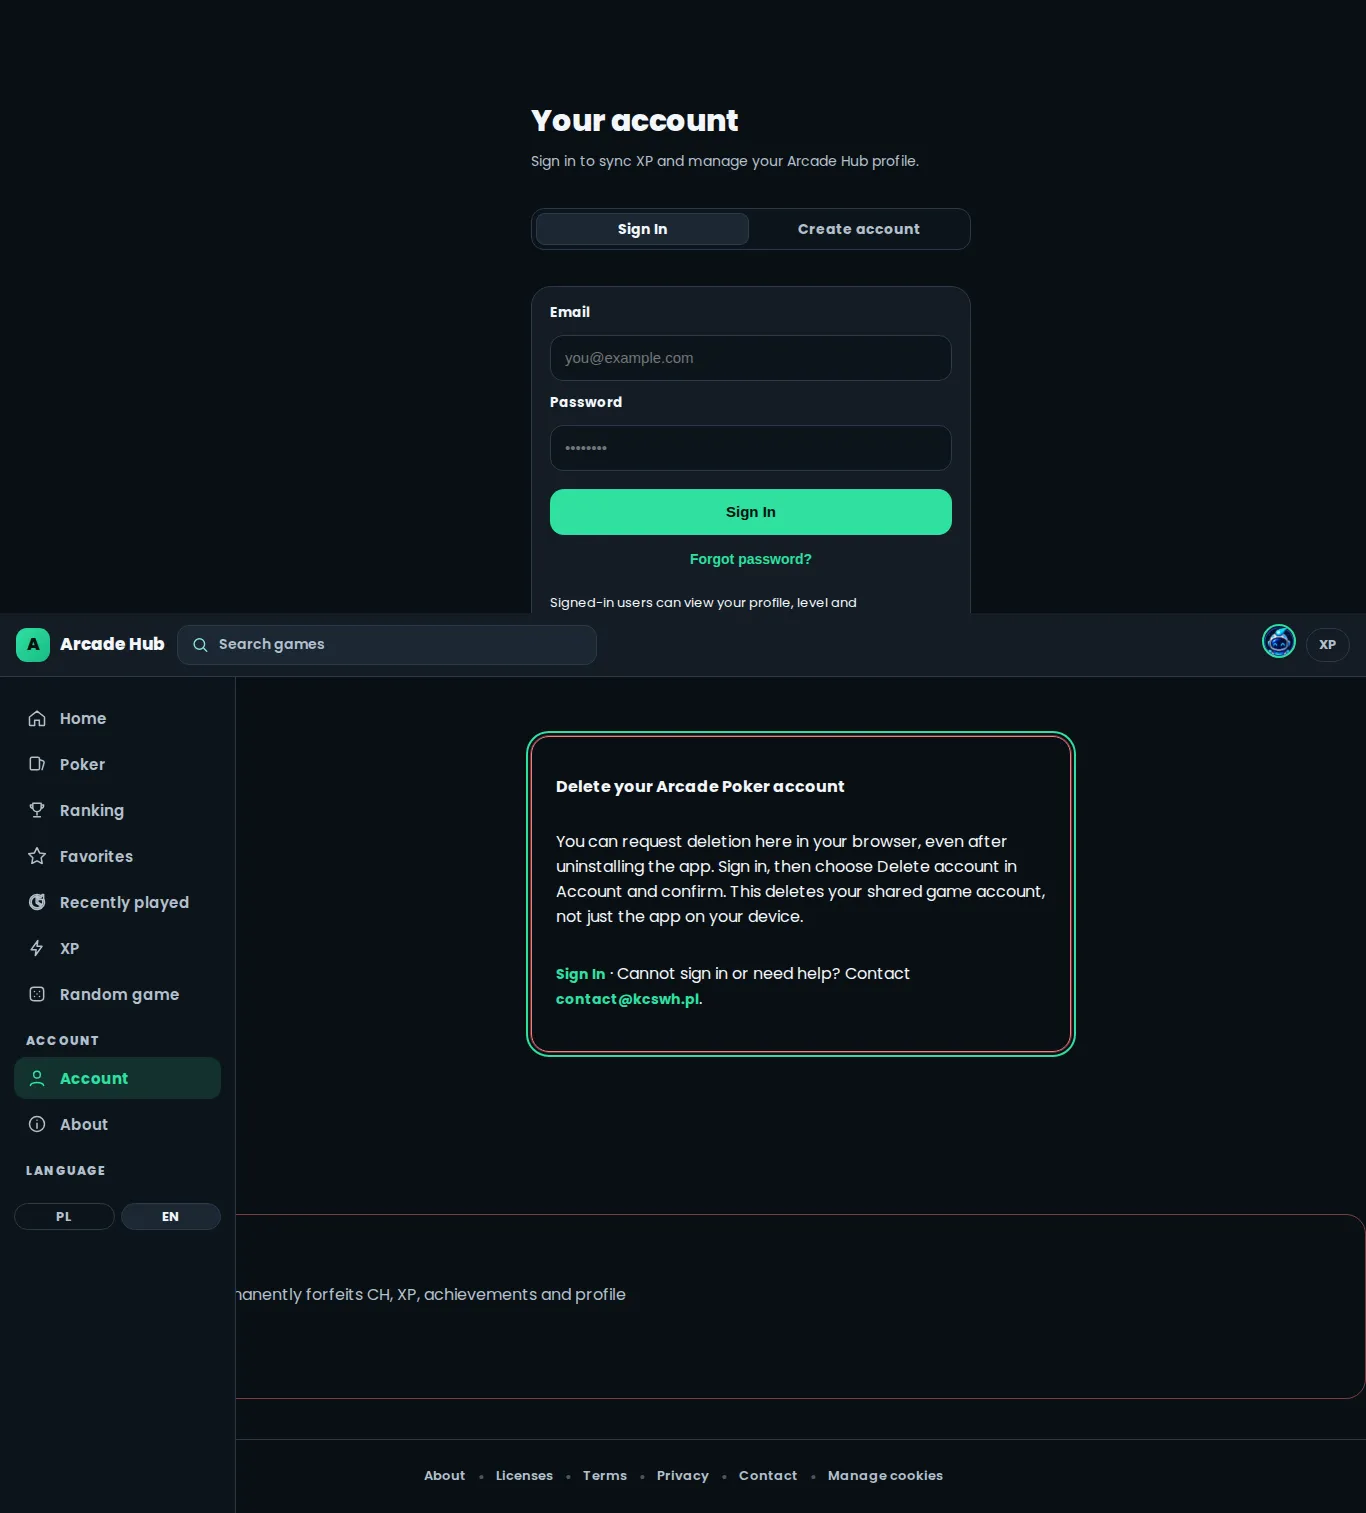 Your account
Sign in to sync XP and manage your Arcade Hub profile.
Sign In
Create account
Email
you@example.com
Password
••••••••
Sign In
Forgot password?
Signed-in users can view your profile, level and
A
Arcade Hub
Search games
XP
Home
Poker
Ranking
Favorites
Recently played
XP
Random game
ACCOUNT
Account
About
LANGUAGE
PL
EN
Delete your Arcade Poker account
You can request deletion here in your browser, even after
uninstalling the app. Sign in, then choose Delete account in
Account and confirm. This deletes your shared game account,
not just the app on your device.
Sign In · Cannot sign in or need help? Contact
contact@kcswh.pl.
forfeits CH, XP, achievements and profile
About • Licenses • Terms • Privacy • Contact • Manage cookies